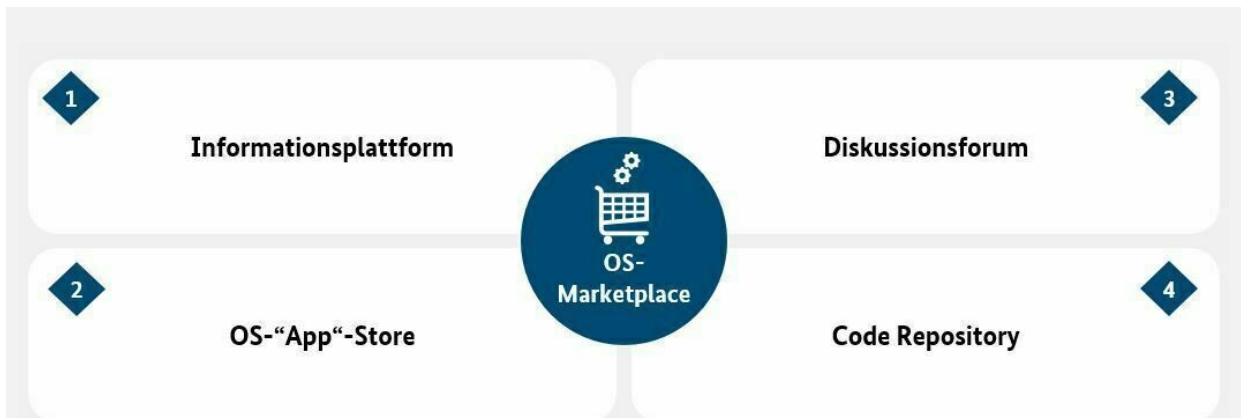 1
Informationsplattform
2
OS-“App“-Store
3
Diskussionsforum
4
Code Repository
OS-
Marketplace